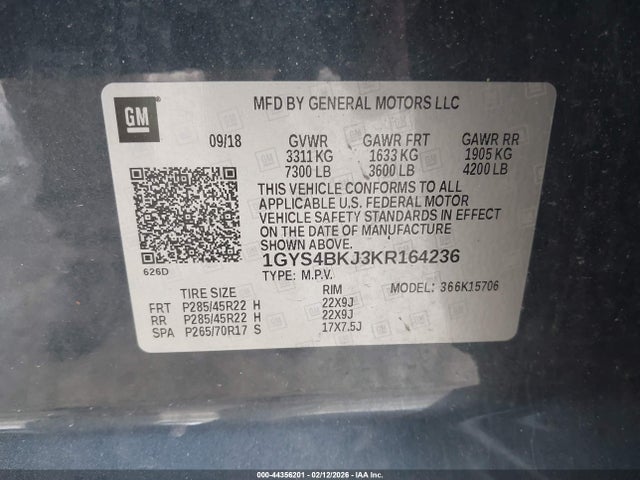 GM
MFD BY GENERAL MOTORS LLC
09/18 GVWR GAWR FRT GAWR RR
3311 KG 1633 KG 1905 KG
7300 LB 3600 LB 4200 LB
THIS VEHICLE CONFORMS TO ALL
APPLICABLE U.S. FEDERAL MOTOR
VEHICLE SAFETY STANDARDS IN EFFECT
ON THE DATE OF MANUFACTURE
SHOWN ABOVE.
626D
1GYS4BKJ3KR164236
TYPE: M.P.V.
TIRE SIZE RIM MODEL: 366K15706
FRT P285/45R22 H 22X9J
RR P285/45R22 H 22X9J
SPA P265/70R17 S 17X7.5J
000-44356201 - 02/12/2026 - IAA Inc.